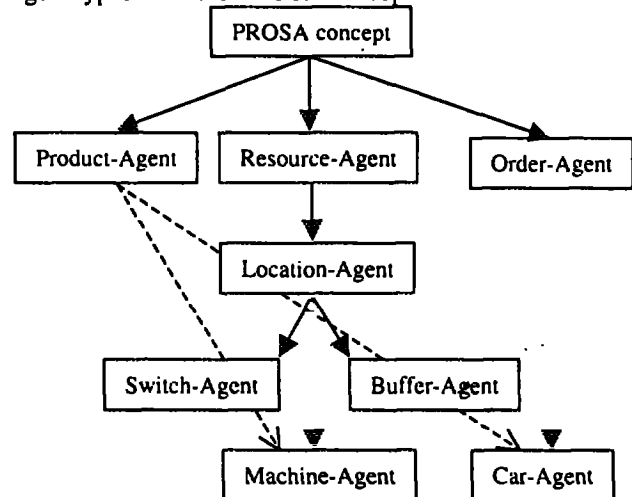 PROSA concept
Product-Agent
Resource-Agent
Order-Agent
Location-Agent
Switch-Agent
Buffer-Agent
Machine-Agent
Car-Agent